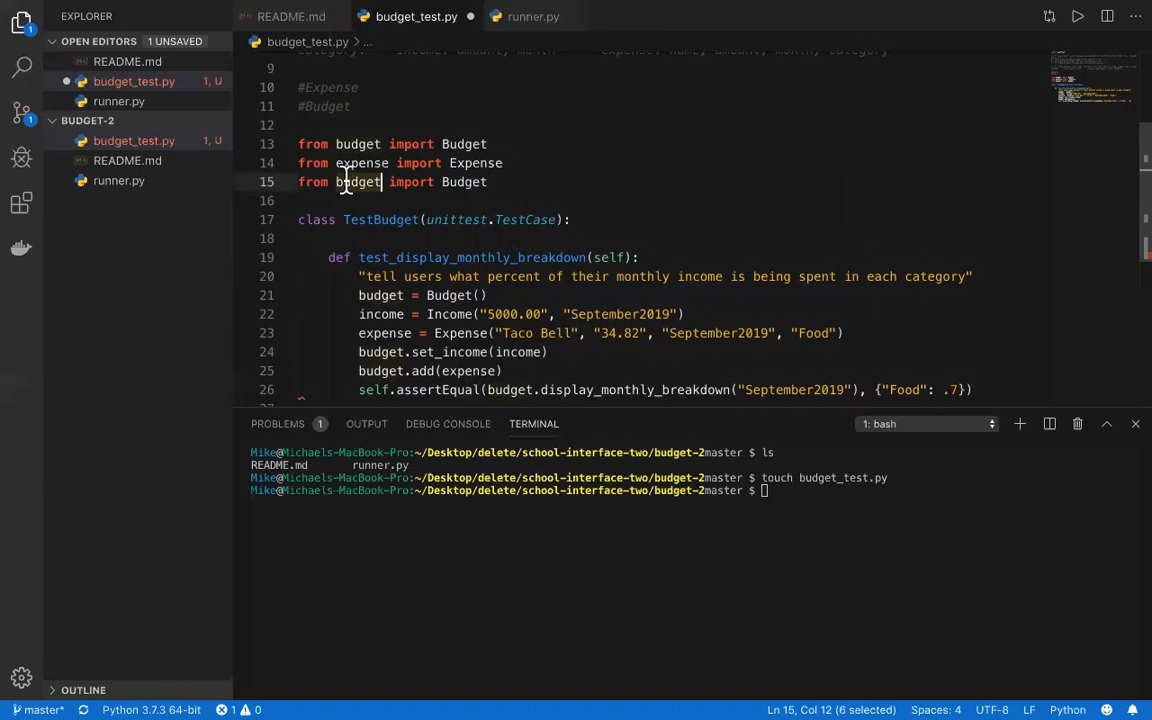 EXPLORER
OPEN EDITORS 1 UNSAVED
README.md
budget_test.py 1, U
runner.py
BUDGET-2
budget_test.py 1, U
README.md
runner.py
OUTLINE
README.md budget_test.py runner.py
budget_test.py > ...
category. income: amount, month expense: name, amount, month, category
9
10 #Expense
11 #Budget
12
13 from budget import Budget
14 from expense import Expense
15 from budget import Budget
16
17 class TestBudget(unittest.TestCase):
18
19 def test_display_monthly_breakdown(self):
20 "tell users what percent of their monthly income is being spent in each category"
21 budget = Budget()
22 income = Income("5000.00", "September2019")
23 expense = Expense("Taco Bell", "34.82", "September2019", "Food")
24 budget.set_income(income)
25 budget.add(expense)
26 self.assertEqual(budget.display_monthly_breakdown("September2019"), {"Food": .7})
PROBLEMS 1 OUTPUT DEBUG CONSOLE TERMINAL 1: bash
Mike@Michaels-MacBook-Pro:~/Desktop/delete/school-interface-two/budget-2master $ ls
README.md runner.py
Mike@Michaels-MacBook-Pro:~/Desktop/delete/school-interface-two/budget-2master $ touch budget_test.py
Mike@Michaels-MacBook-Pro:~/Desktop/delete/school-interface-two/budget-2master $
master* Python 3.7.3 64-bit 1 0 Ln 15, Col 12 (6 selected) Spaces: 4 UTF-8 LF Python